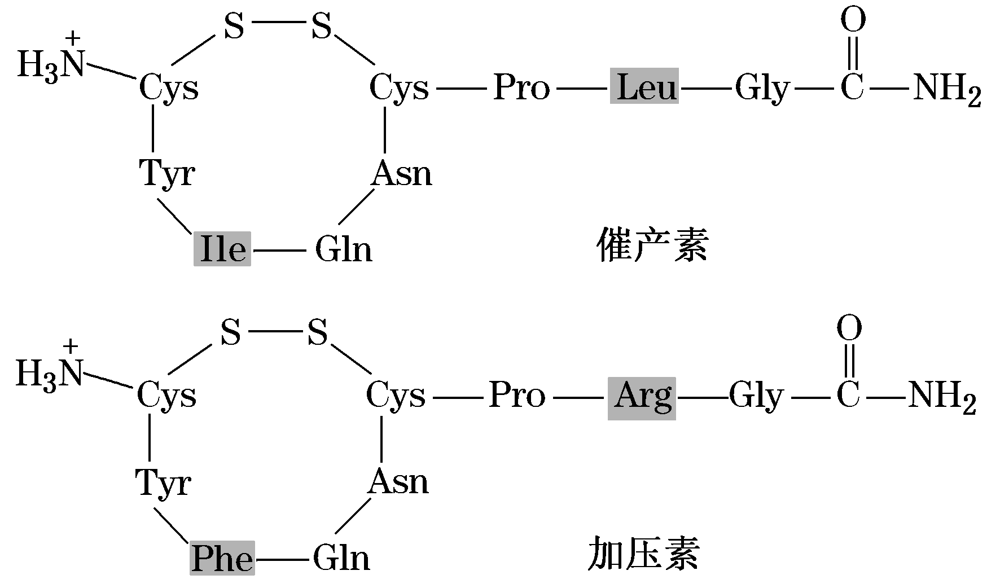 S S O
H₃N⁺ Cys Cys Pro Leu Gly C NH₂
Tyr Asn
Ile Gln 催产素
S S O
H₃N⁺ Cys Cys Pro Arg Gly C NH₂
Tyr Asn
Phe Gln 加压素